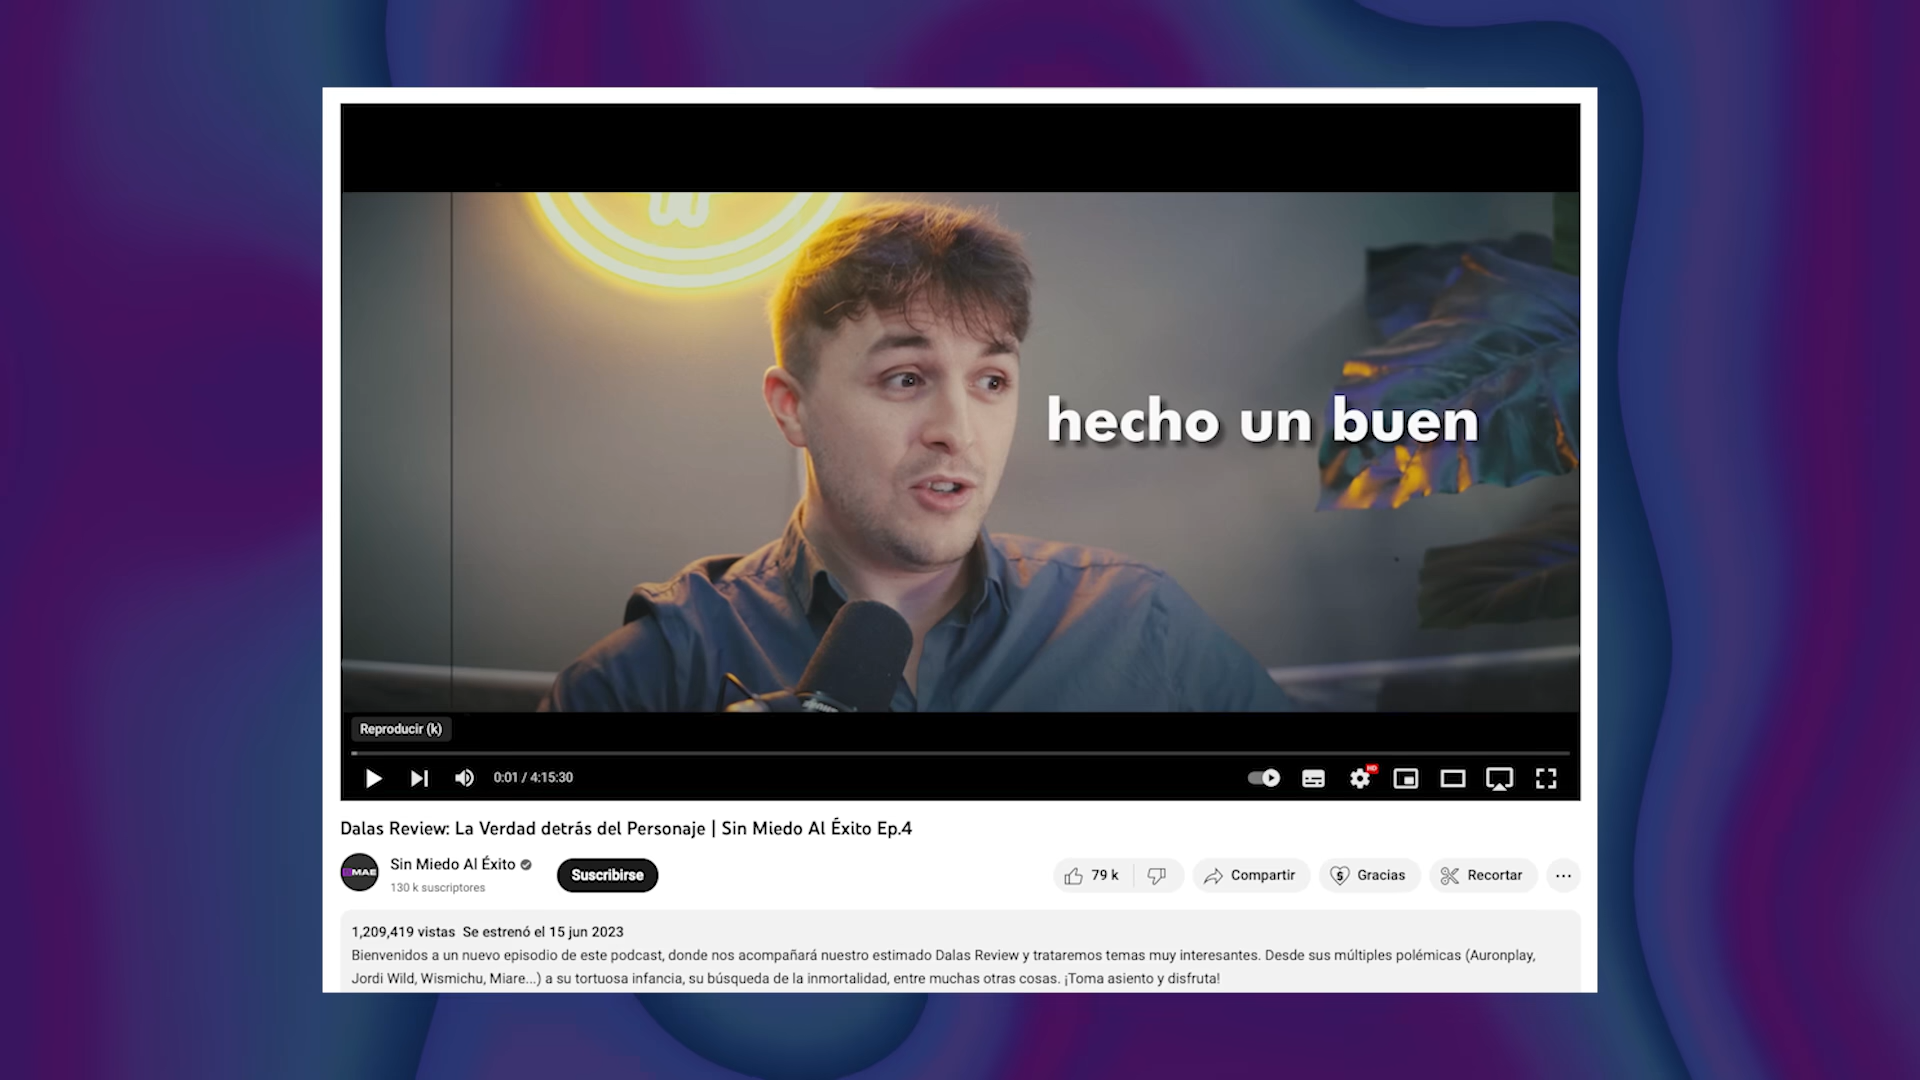 hecho un buen
Reproducir (k)
0:01 / 4:15:30
HD
Dalas Review: La Verdad detrás del Personaje | Sin Miedo Al Éxito Ep.4
SMAE
Sin Miedo Al Éxito
130 k suscriptores
Suscribirse
79 k
Compartir
Gracias
Recortar
1,209,419 vistas Se estrenó el 15 jun 2023
Bienvenidos a un nuevo episodio de este podcast, donde nos acompañará nuestro estimado Dalas Review y trataremos temas muy interesantes. Desde sus múltiples polémicas (Auronplay,
Jordi Wild, Wismichu, Miare...) a su tortuosa infancia, su búsqueda de la inmortalidad, entre muchas otras cosas. ¡Toma asiento y disfruta!